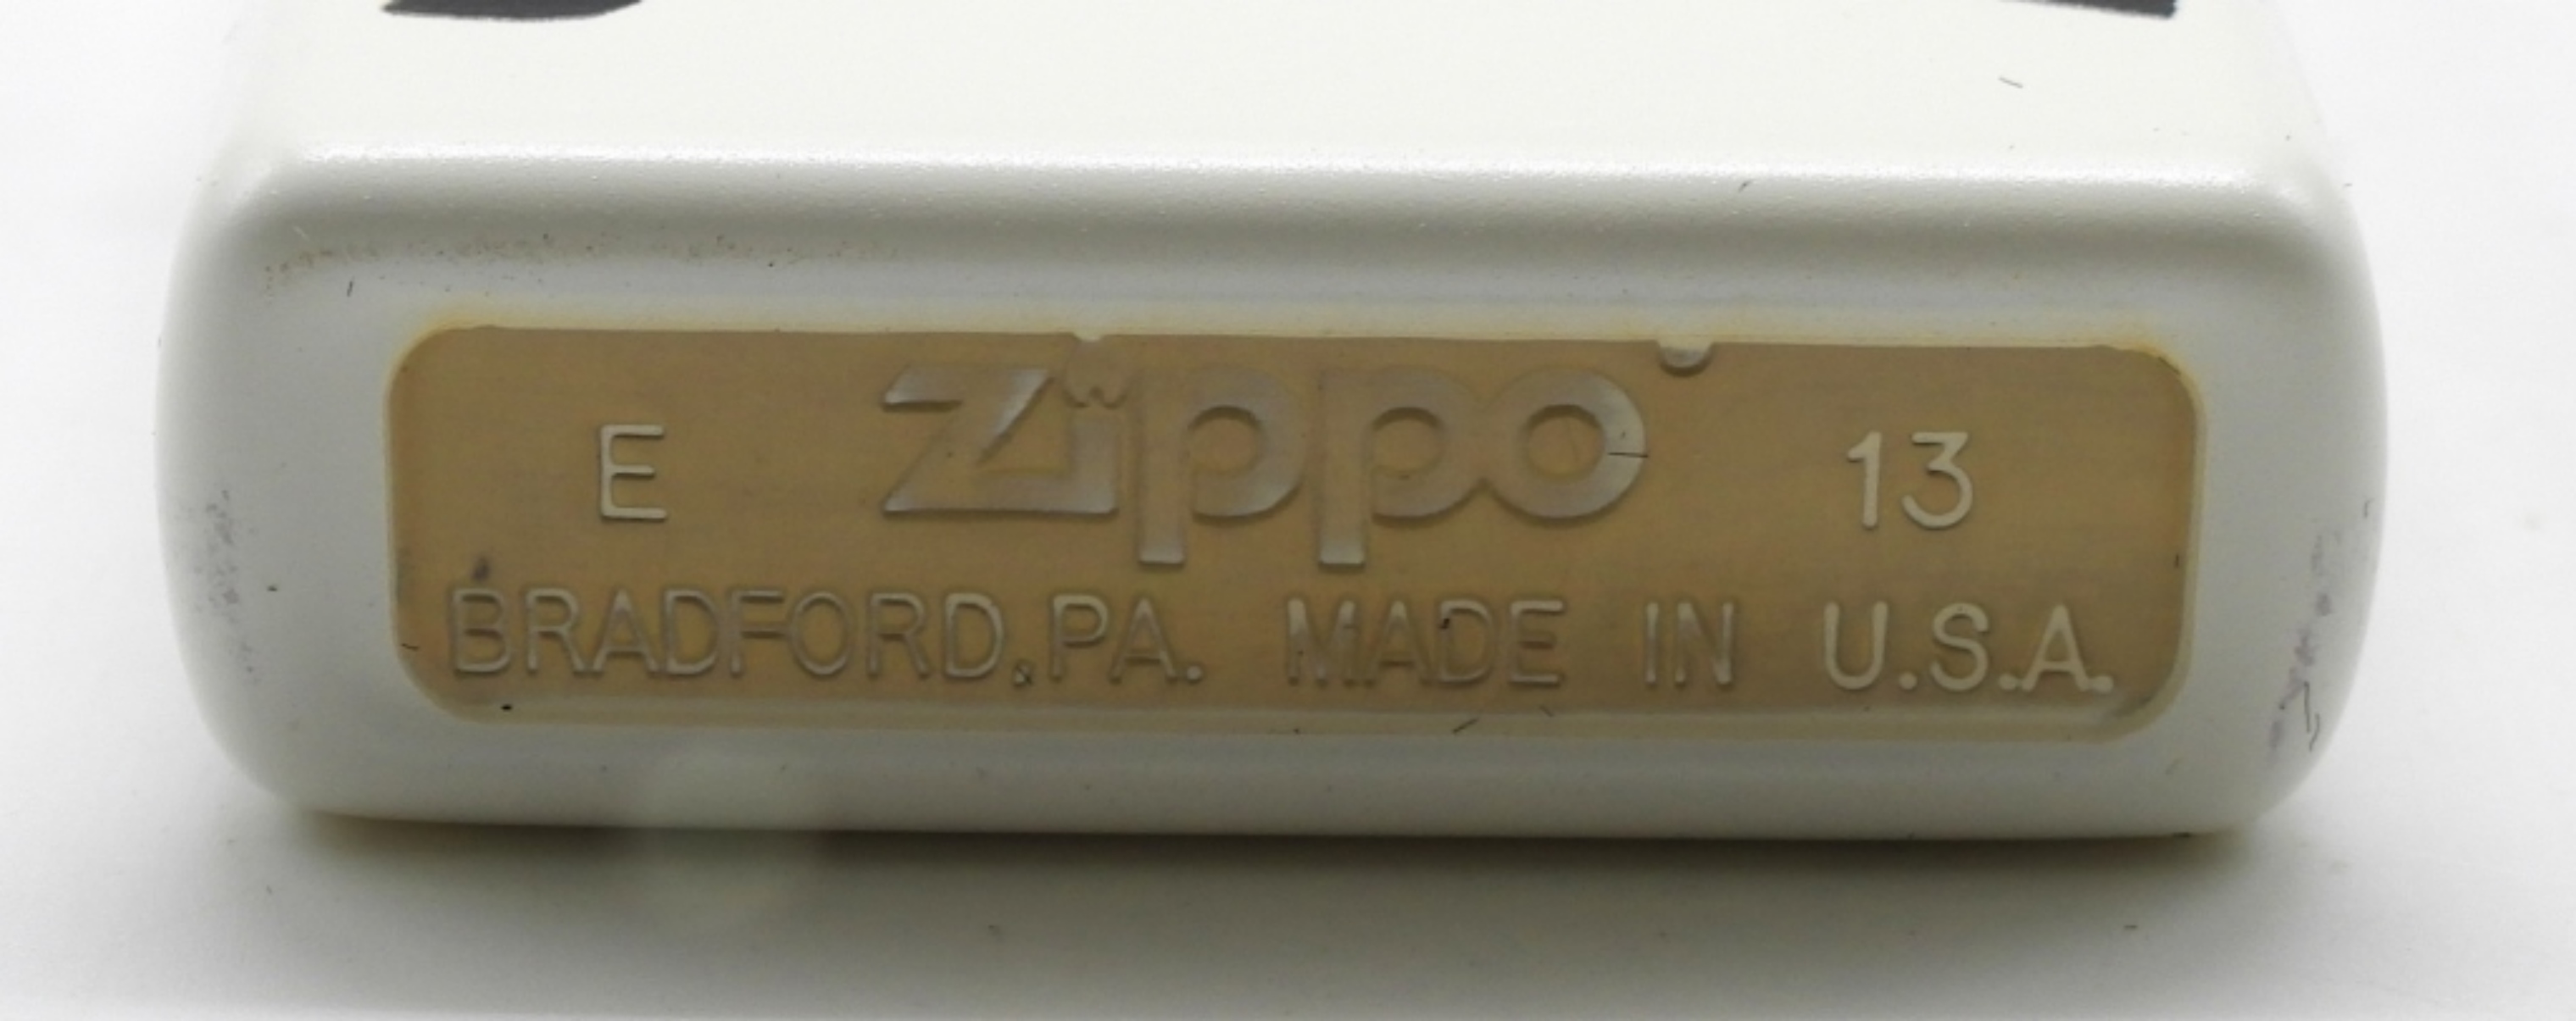 E Zippo 13
BRADFORD,PA. MADE IN U.S.A.